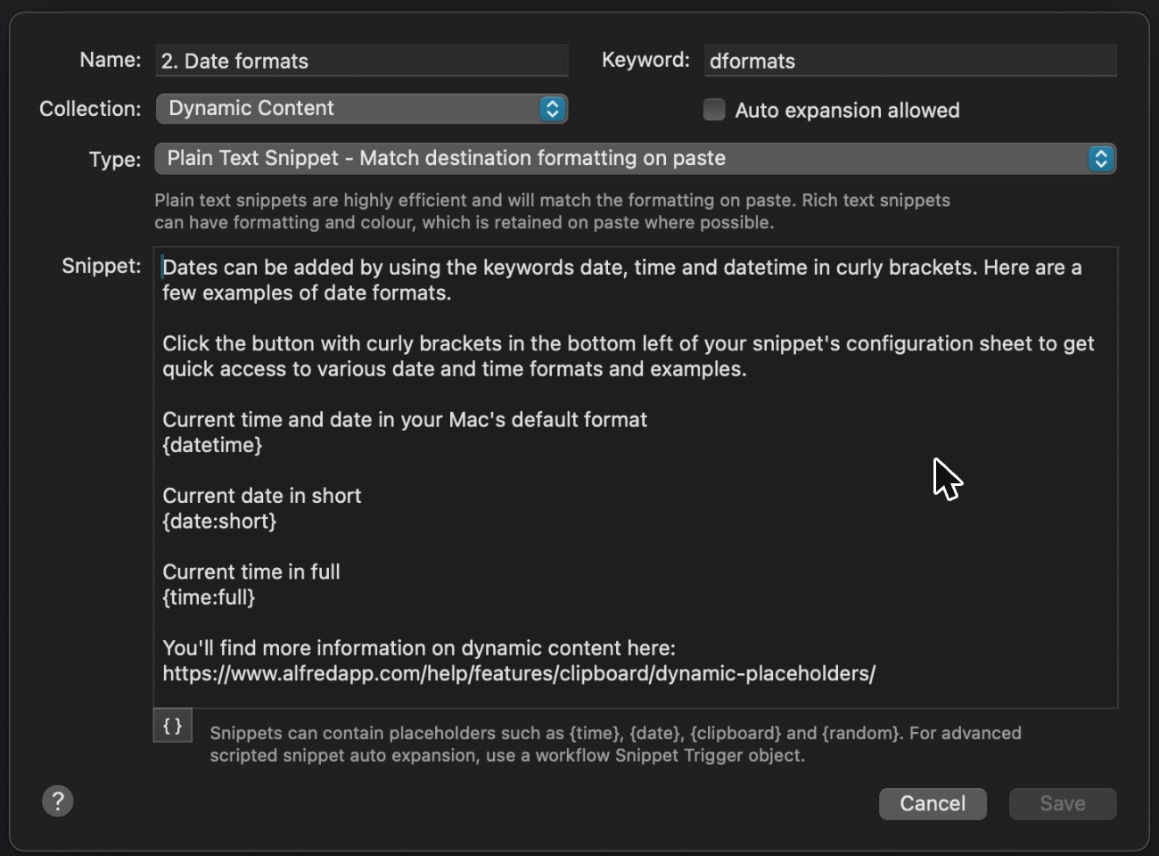 Name: 2. Date formats Keyword: dformats
Collection: Dynamic Content Auto expansion allowed
Type: Plain Text Snippet - Match destination formatting on paste
Plain text snippets are highly efficient and will match the formatting on paste. Rich text snippets
can have formatting and colour, which is retained on paste where possible.
Snippet: Dates can be added by using the keywords date, time and datetime in curly brackets. Here are a
few examples of date formats.
Click the button with curly brackets in the bottom left of your snippet's configuration sheet to get
quick access to various date and time formats and examples.
Current time and date in your Mac's default format
{datetime}
Current date in short
{date:short}
Current time in full
{time:full}
You'll find more information on dynamic content here:
https://www.alfredapp.com/help/features/clipboard/dynamic-placeholders/
{} Snippets can contain placeholders such as {time}, {date}, {clipboard} and {random}. For advanced
scripted snippet auto expansion, use a workflow Snippet Trigger object.
? Cancel Save